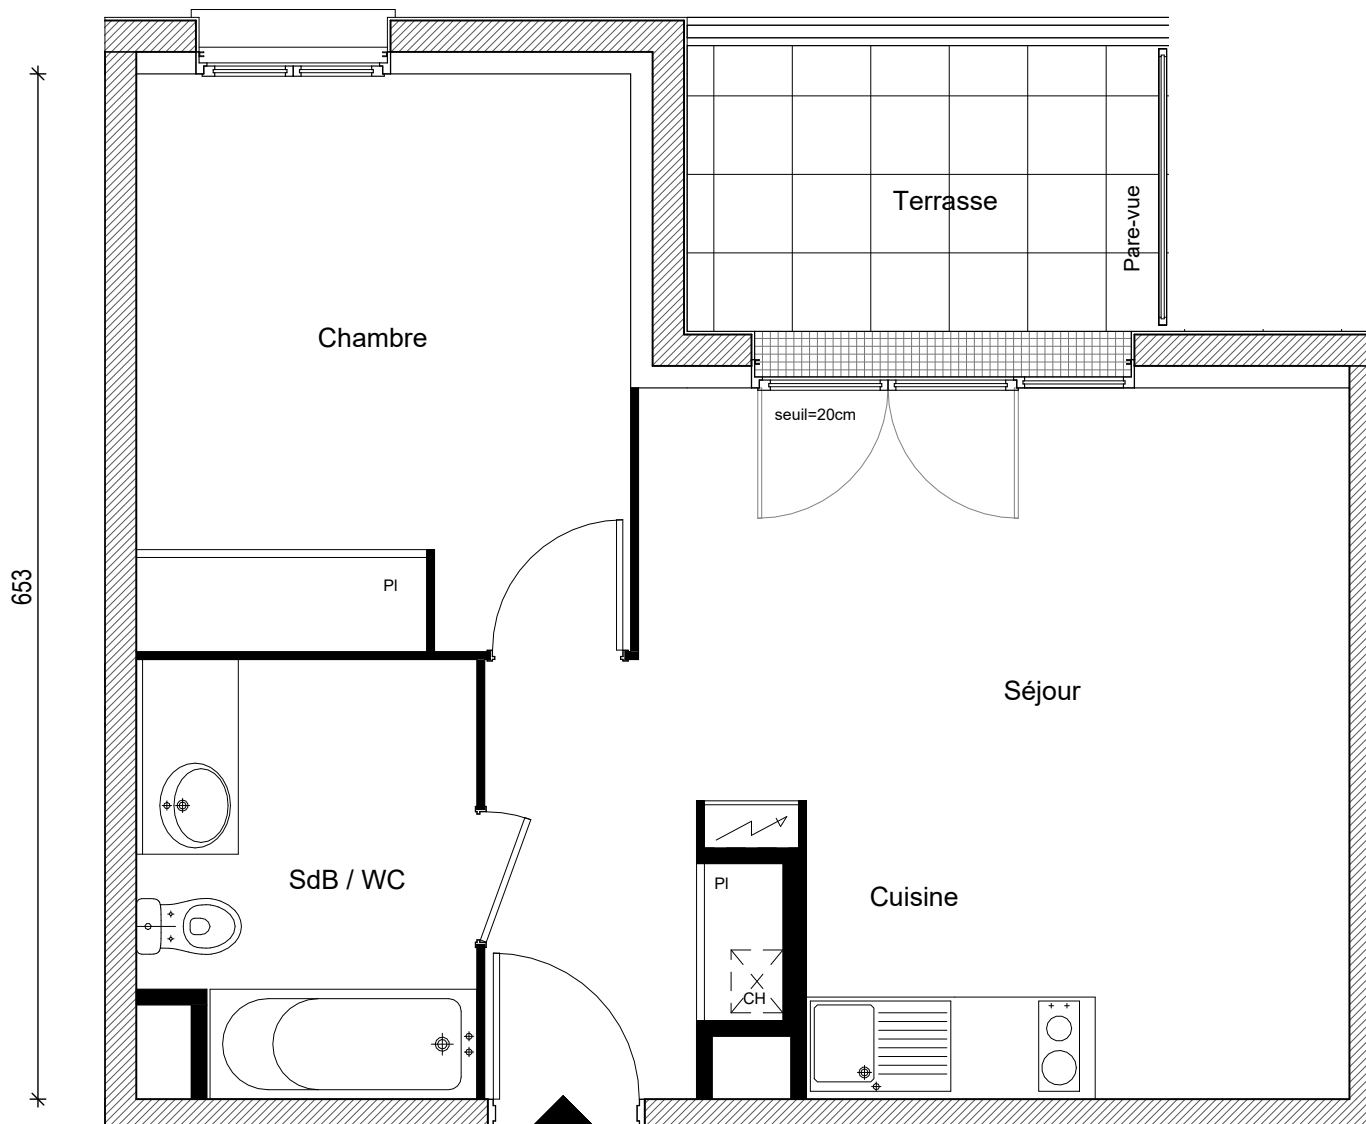 Terrasse
Pare-vue
Chambre
seuil=20cm
653
Pl
Séjour
SdB / WC
Pl
Cuisine
CH